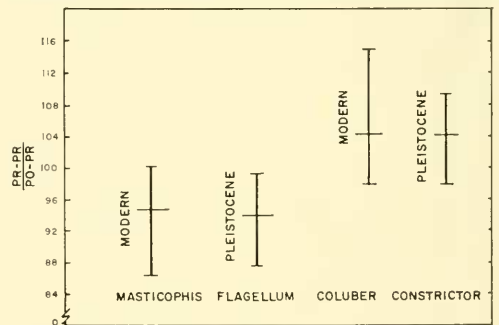 116
112
108
104
100
96
92
88
84
0
PR-PR
PO-PR
MODERN
PLEISTOCENE
MODERN
PLEISTOCENE
MASTICOPHIS FLAGELLUM COLUBER CONSTRICTOR